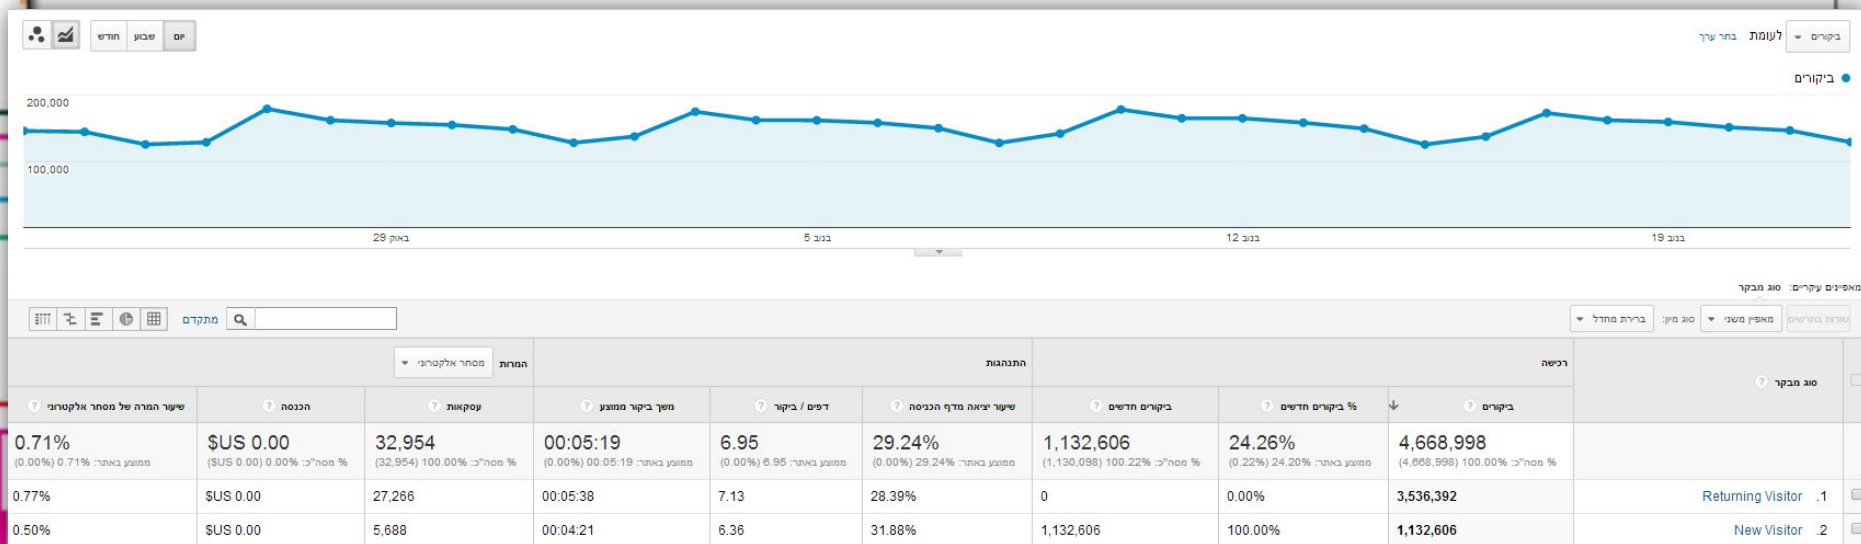 ביקורים לעומת בחר ערך יום שבוע חודש
ביקורים
200,000
100,000
באוק 29 בנוב 5 בנוב 12 בנוב 19
מאפיינים עיקריים: סוג מבקר
שורות בתרשים מאפיין משני סוג מיון: ברירת מחדל מתקדם
סוג מבקר רכישה התנהגות המרות מסחר אלקטרוני
ביקורים % ביקורים חדשים ביקורים חדשים שיעור יציאה מדף הכניסה דפים / ביקור משך ביקור ממוצע עסקאות הכנסה שיעור המרה של מסחר אלקטרוני
4,668,998 24.26% 1,132,606 29.24% 6.95 00:05:19 32,954 $US 0.00 0.71%
% מסה"כ: 100.00% (4,668,998) ממוצע באתר: 24.20% (0.22%) % מסה"כ: 100.22% (1,130,098) ממוצע באתר: 29.24% (0.00%) ממוצע באתר: 6.95 (0.00%) ממוצע באתר: 00:05:19 (0.00%) % מסה"כ: 100.00% (32,954) % מסה"כ: 0.00% ($US 0.00) ממוצע באתר: 0.71% (0.00%)
1. Returning Visitor 3,536,392 0.00% 0 28.39% 7.13 00:05:38 27,266 $US 0.00 0.77%
2. New Visitor 1,132,606 100.00% 1,132,606 31.88% 6.36 00:04:21 5,688 $US 0.00 0.50%